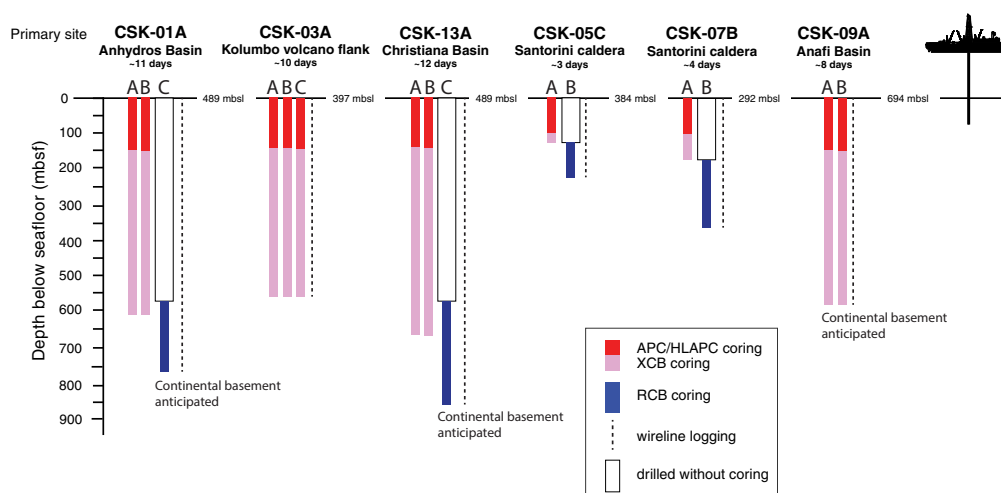 Primary site
CSK-01A
Anhydros Basin
~11 days
CSK-03A
Kolumbo volcano flank
~10 days
CSK-13A
Christiana Basin
~12 days
CSK-05C
Santorini caldera
~3 days
CSK-07B
Santorini caldera
~4 days
CSK-09A
Anafi Basin
~8 days
A B C
A B C
A B C
A B
A B
A B
489 mbsl
397 mbsl
489 mbsl
384 mbsl
292 mbsl
694 mbsl
Depth below seafloor (mbsf)
0
100
200
300
400
500
600
700
800
900
Continental basement
anticipated
Continental basement
anticipated
Continental basement
anticipated
APC/HLAPC coring
XCB coring
RCB coring
wireline logging
drilled without coring